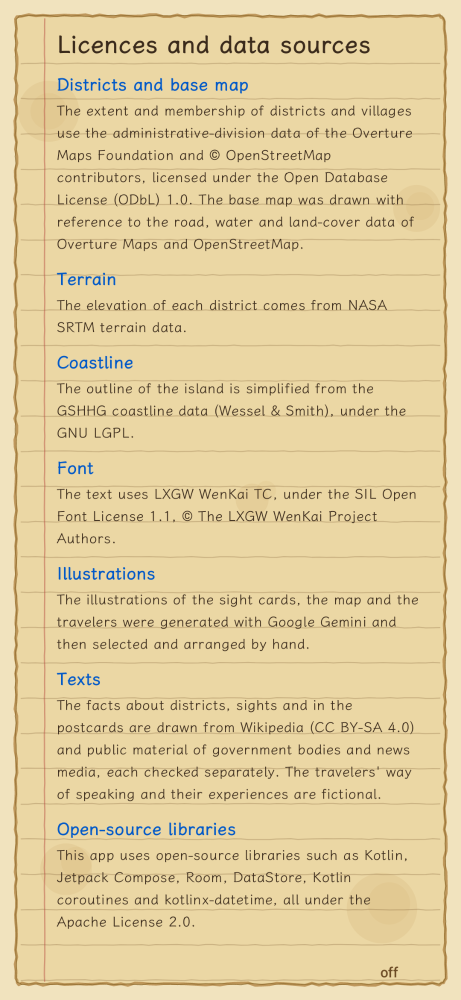 Licences and data sources
Districts and base map
The extent and membership of districts and villages
use the administrative-division data of the Overture
Maps Foundation and © OpenStreetMap
contributors, licensed under the Open Database
License (ODbL) 1.0. The base map was drawn with
reference to the road, water and land-cover data of
Overture Maps and OpenStreetMap.
Terrain
The elevation of each district comes from NASA
SRTM terrain data.
Coastline
The outline of the island is simplified from the
GSHHG coastline data (Wessel & Smith), under the
GNU LGPL.
Font
The text uses LXGW WenKai TC, under the SIL Open
Font License 1.1, © The LXGW WenKai Project
Authors.
Illustrations
The illustrations of the sight cards, the map and the
travelers were generated with Google Gemini and
then selected and arranged by hand.
Texts
The facts about districts, sights and in the
postcards are drawn from Wikipedia (CC BY-SA 4.0)
and public material of government bodies and news
media, each checked separately. The travelers' way
of speaking and their experiences are fictional.
Open-source libraries
This app uses open-source libraries such as Kotlin,
Jetpack Compose, Room, DataStore, Kotlin
coroutines and kotlinx-datetime, all under the
Apache License 2.0.
off